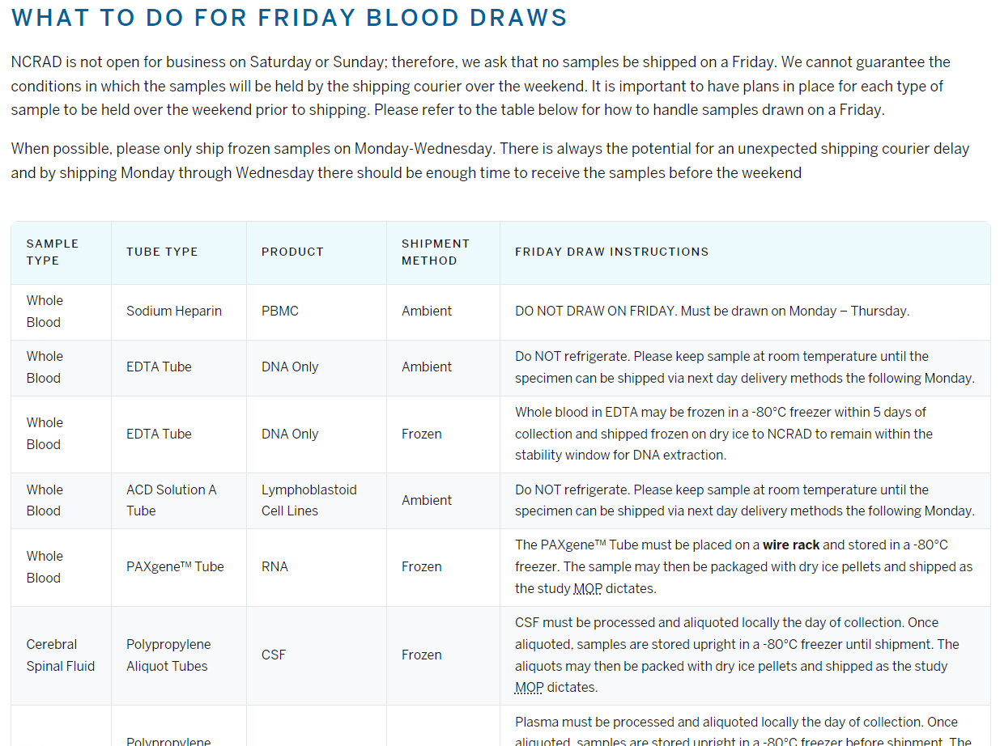 WHAT TO DO FOR FRIDAY BLOOD DRAWS
NCRAD is not open for business on Saturday or Sunday; therefore, we ask that no samples be shipped on a Friday. We cannot guarantee the
conditions in which the samples will be held by the shipping courier over the weekend. It is important to have plans in place for each type of
sample to be held over the weekend prior to shipping. Please refer to the table below for how to handle samples drawn on a Friday.
When possible, please only ship frozen samples on Monday-Wednesday. There is always the potential for an unexpected shipping courier delay
and by shipping Monday through Wednesday there should be enough time to receive the samples before the weekend
SAMPLE
TYPE
TUBE TYPE
PRODUCT
SHIPMENT
METHOD
FRIDAY DRAW INSTRUCTIONS
Whole
Blood
Sodium Heparin
PBMC
Ambient
DO NOT DRAW ON FRIDAY. Must be drawn on Monday – Thursday.
Whole
Blood
EDTA Tube
DNA Only
Ambient
Do NOT refrigerate. Please keep sample at room temperature until the
specimen can be shipped via next day delivery methods the following Monday.
Whole
Blood
EDTA Tube
DNA Only
Frozen
Whole blood in EDTA may be frozen in a -80°C freezer within 5 days of
collection and shipped frozen on dry ice to NCRAD to remain within the
stability window for DNA extraction.
Whole
Blood
ACD Solution A
Tube
Lymphoblastoid
Cell Lines
Ambient
Do NOT refrigerate. Please keep sample at room temperature until the
specimen can be shipped via next day delivery methods the following Monday.
Whole
Blood
PAXgene™ Tube
RNA
Frozen
The PAXgene™ Tube must be placed on a wire rack and stored in a -80°C
freezer. The sample may then be packaged with dry ice pellets and shipped as
the study MOP dictates.
Cerebral
Spinal Fluid
Polypropylene
Aliquot Tubes
CSF
Frozen
CSF must be processed and aliquoted locally the day of collection. Once
aliquoted, samples are stored upright in a -80°C freezer until shipment. The
aliquots may then be packed with dry ice pellets and shipped as the study
MOP dictates.
Polypropylene
Plasma must be processed and aliquoted locally the day of collection. Once
aliquoted, samples are stored upright in a -80°C freezer before shipment. The